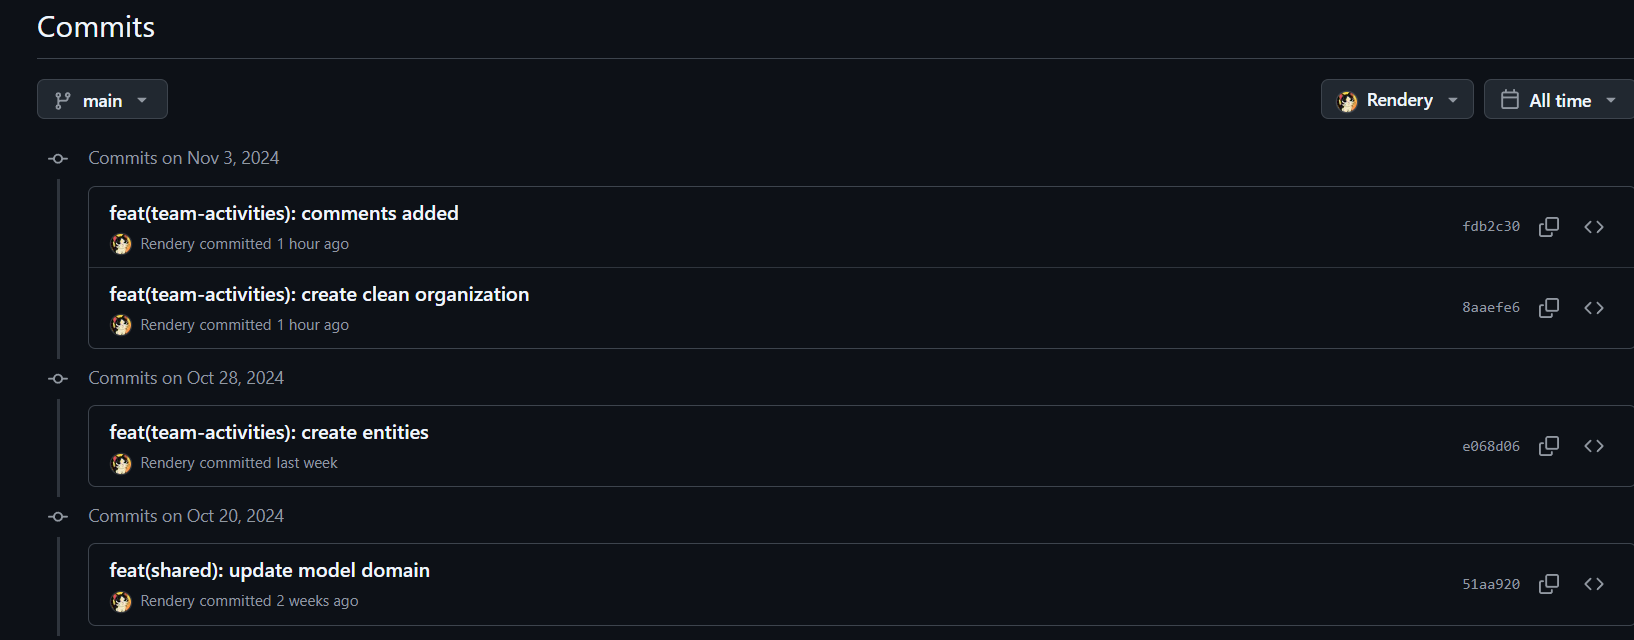 Commits
main
Rendery
All time
Commits on Nov 3, 2024
feat(team-activities): comments added
Rendery committed 1 hour ago
fdb2c30
feat(team-activities): create clean organization
Rendery committed 1 hour ago
8aaefe6
Commits on Oct 28, 2024
feat(team-activities): create entities
Rendery committed last week
e068d06
Commits on Oct 20, 2024
feat(shared): update model domain
Rendery committed 2 weeks ago
51aa920